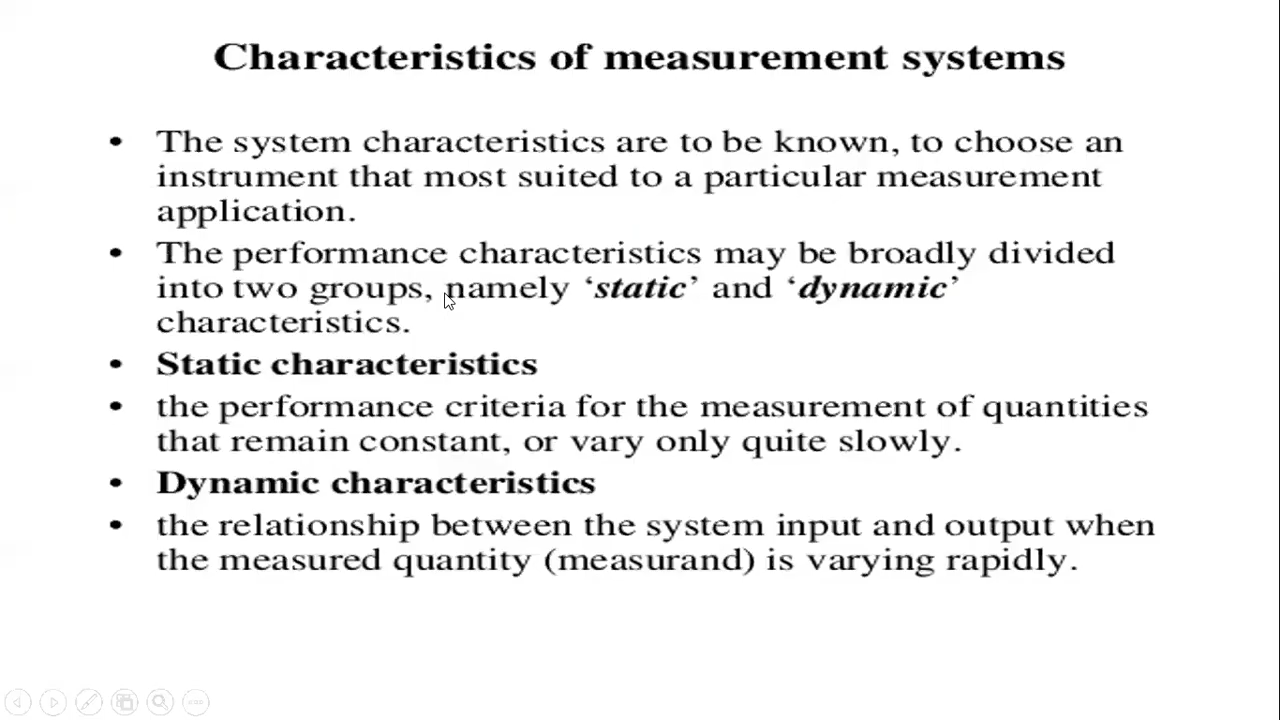 Characteristics of measurement systems
• The system characteristics are to be known, to choose an
instrument that most suited to a particular measurement
application.
• The performance characteristics may be broadly divided
into two groups, namely ‘static’ and ‘dynamic’
characteristics.
• Static characteristics
• the performance criteria for the measurement of quantities
that remain constant, or vary only quite slowly.
• Dynamic characteristics
• the relationship between the system input and output when
the measured quantity (measurand) is varying rapidly.